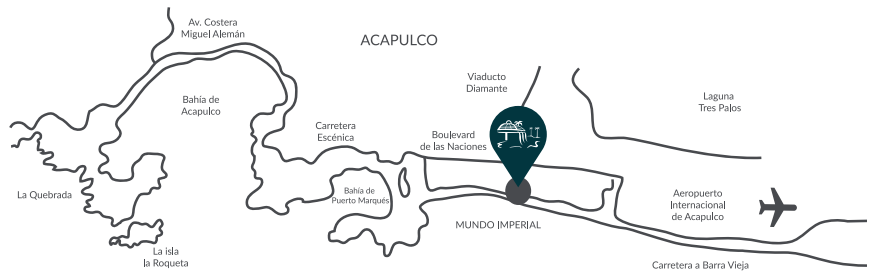 Av. Costera
Miguel Alemán
ACAPULCO
Viaducto
Diamante
Laguna
Tres Palos
Bahía de
Acapulco
Carretera
Escénica
Boulevard
de las Naciones
La Quebrada
Bahía de
Puerto Marqués
Aeropuerto
Internacional
de Acapulco
MUNDO IMPERIAL
La isla
la Roqueta
Carretera a Barra Vieja